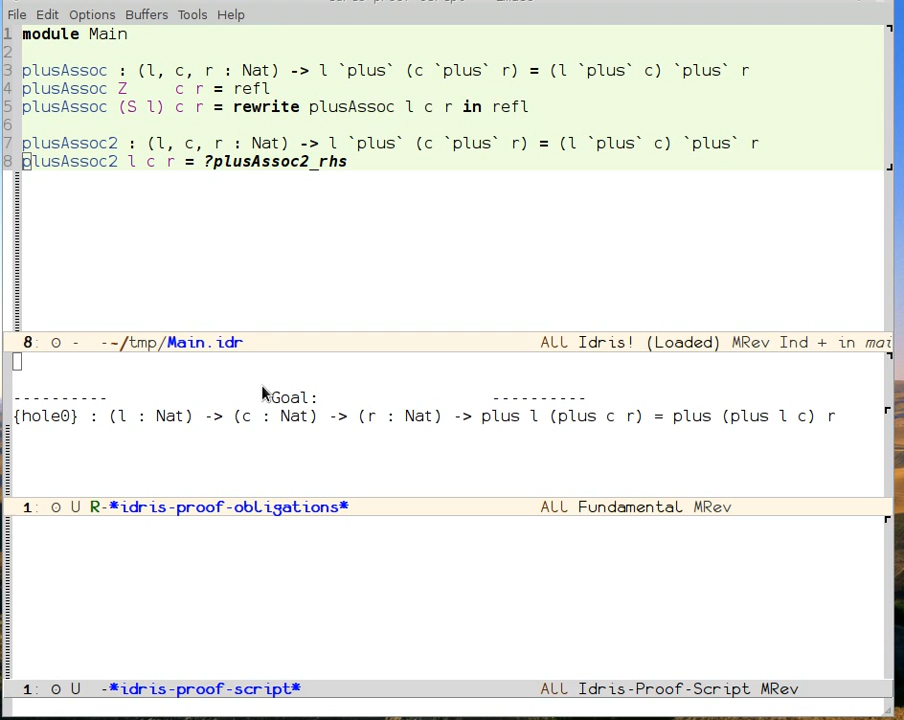 File Edit Options Buffers Tools Help
1 module Main
2
3 plusAssoc : (l, c, r : Nat) -> l `plus` (c `plus` r) = (l `plus` c) `plus` r
4 plusAssoc Z     c r = refl
5 plusAssoc (S l) c r = rewrite plusAssoc l c r in refl
6
7 plusAssoc2 : (l, c, r : Nat) -> l `plus` (c `plus` r) = (l `plus` c) `plus` r
8 plusAssoc2 l c r = ?plusAssoc2_rhs
8: O - --~/tmp/Main.idr All Idris! (Loaded) MRev Ind + in mai
---------- Goal: ----------
{hole0} : (l : Nat) -> (c : Nat) -> (r : Nat) -> plus l (plus c r) = plus (plus l c) r
1: O U R-*idris-proof-obligations* All Fundamental MRev
1: O U -*idris-proof-script* All Idris-Proof-Script MRev